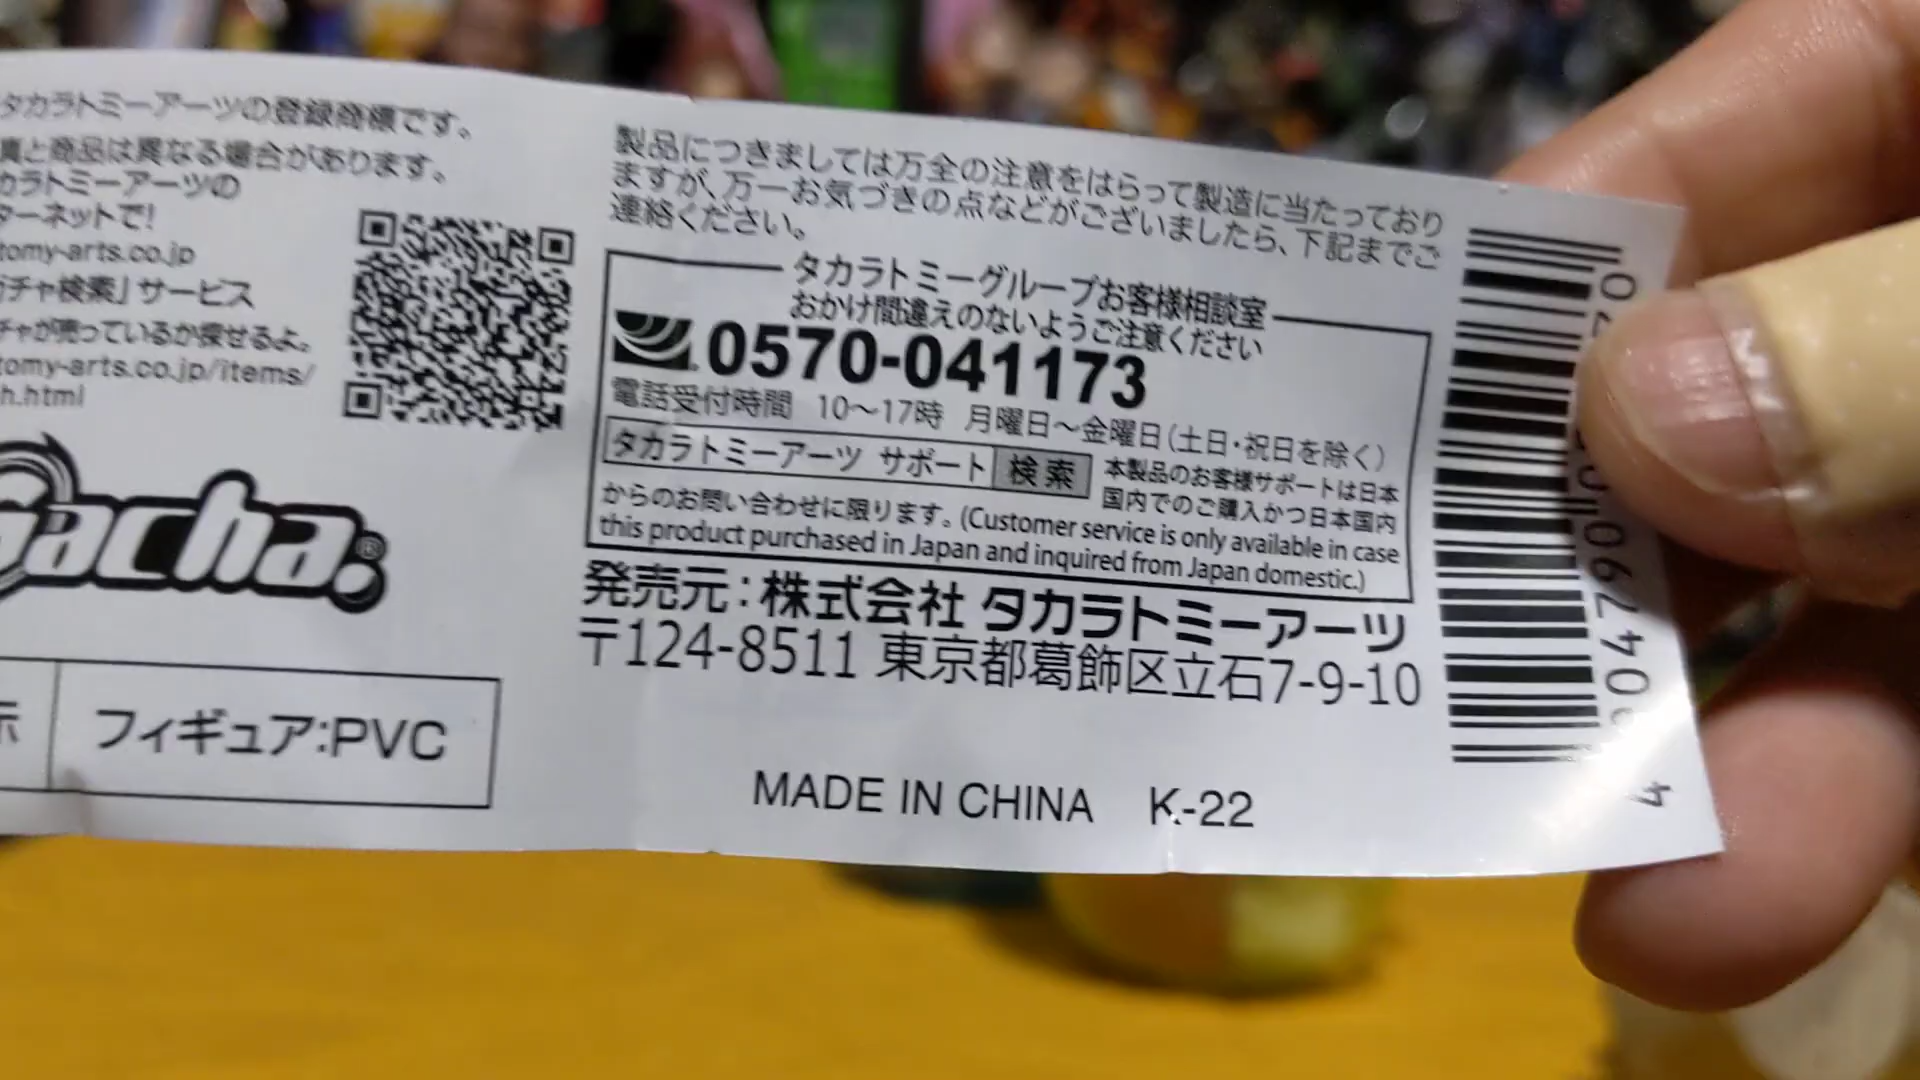 タカラトミーアーツの登録商標です。
真と商品は異なる場合があります。
カラトミーアーツの
ターネットで!
tomy-arts.co.jp
ガチャ検索」サービス
チャが売っているか探せるよ。
tomy-arts.co.jp/items/
h.html
Gacha.®
示
フィギュア:PVC
製品につきましては万全の注意をはらって製造に当たっており
ますが、万一お気づきの点などがございましたら、下記までご
連絡ください。
タカラトミーグループお客様相談室
おかけ間違えのないようご注意ください
0570-041173
電話受付時間 10〜17時 月曜日〜金曜日(土日・祝日を除く)
タカラトミーアーツ サポート 検索
本製品のお客様サポートは日本
国内でのご購入かつ日本国内
からのお問い合わせに限ります。(Customer service is only available in case
this product purchased in Japan and inquired from Japan domestic.)
発売元:株式会社 タカラトミーアーツ
〒124-8511 東京都葛飾区立石7-9-10
MADE IN CHINA K-22